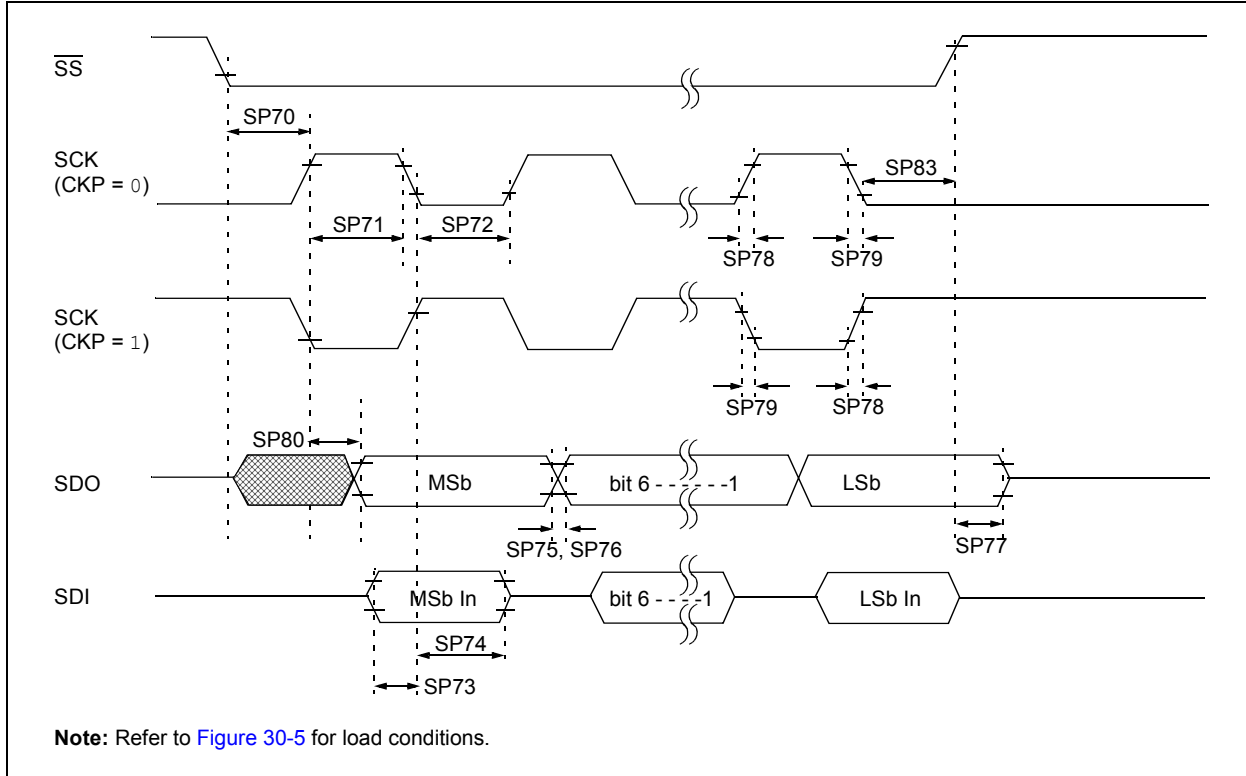 SS
SP70
SCK
(CKP = 0)
SP83
SP71
SP72
SP78
SP79
SCK
(CKP = 1)
SP79
SP78
SP80
SDO
MSb
bit 6 - - - - - -1
LSb
SP75, SP76
SP77
SDI
MSb In
bit 6 - - - -1
LSb In
SP74
SP73
Note: Refer to Figure 30-5 for load conditions.